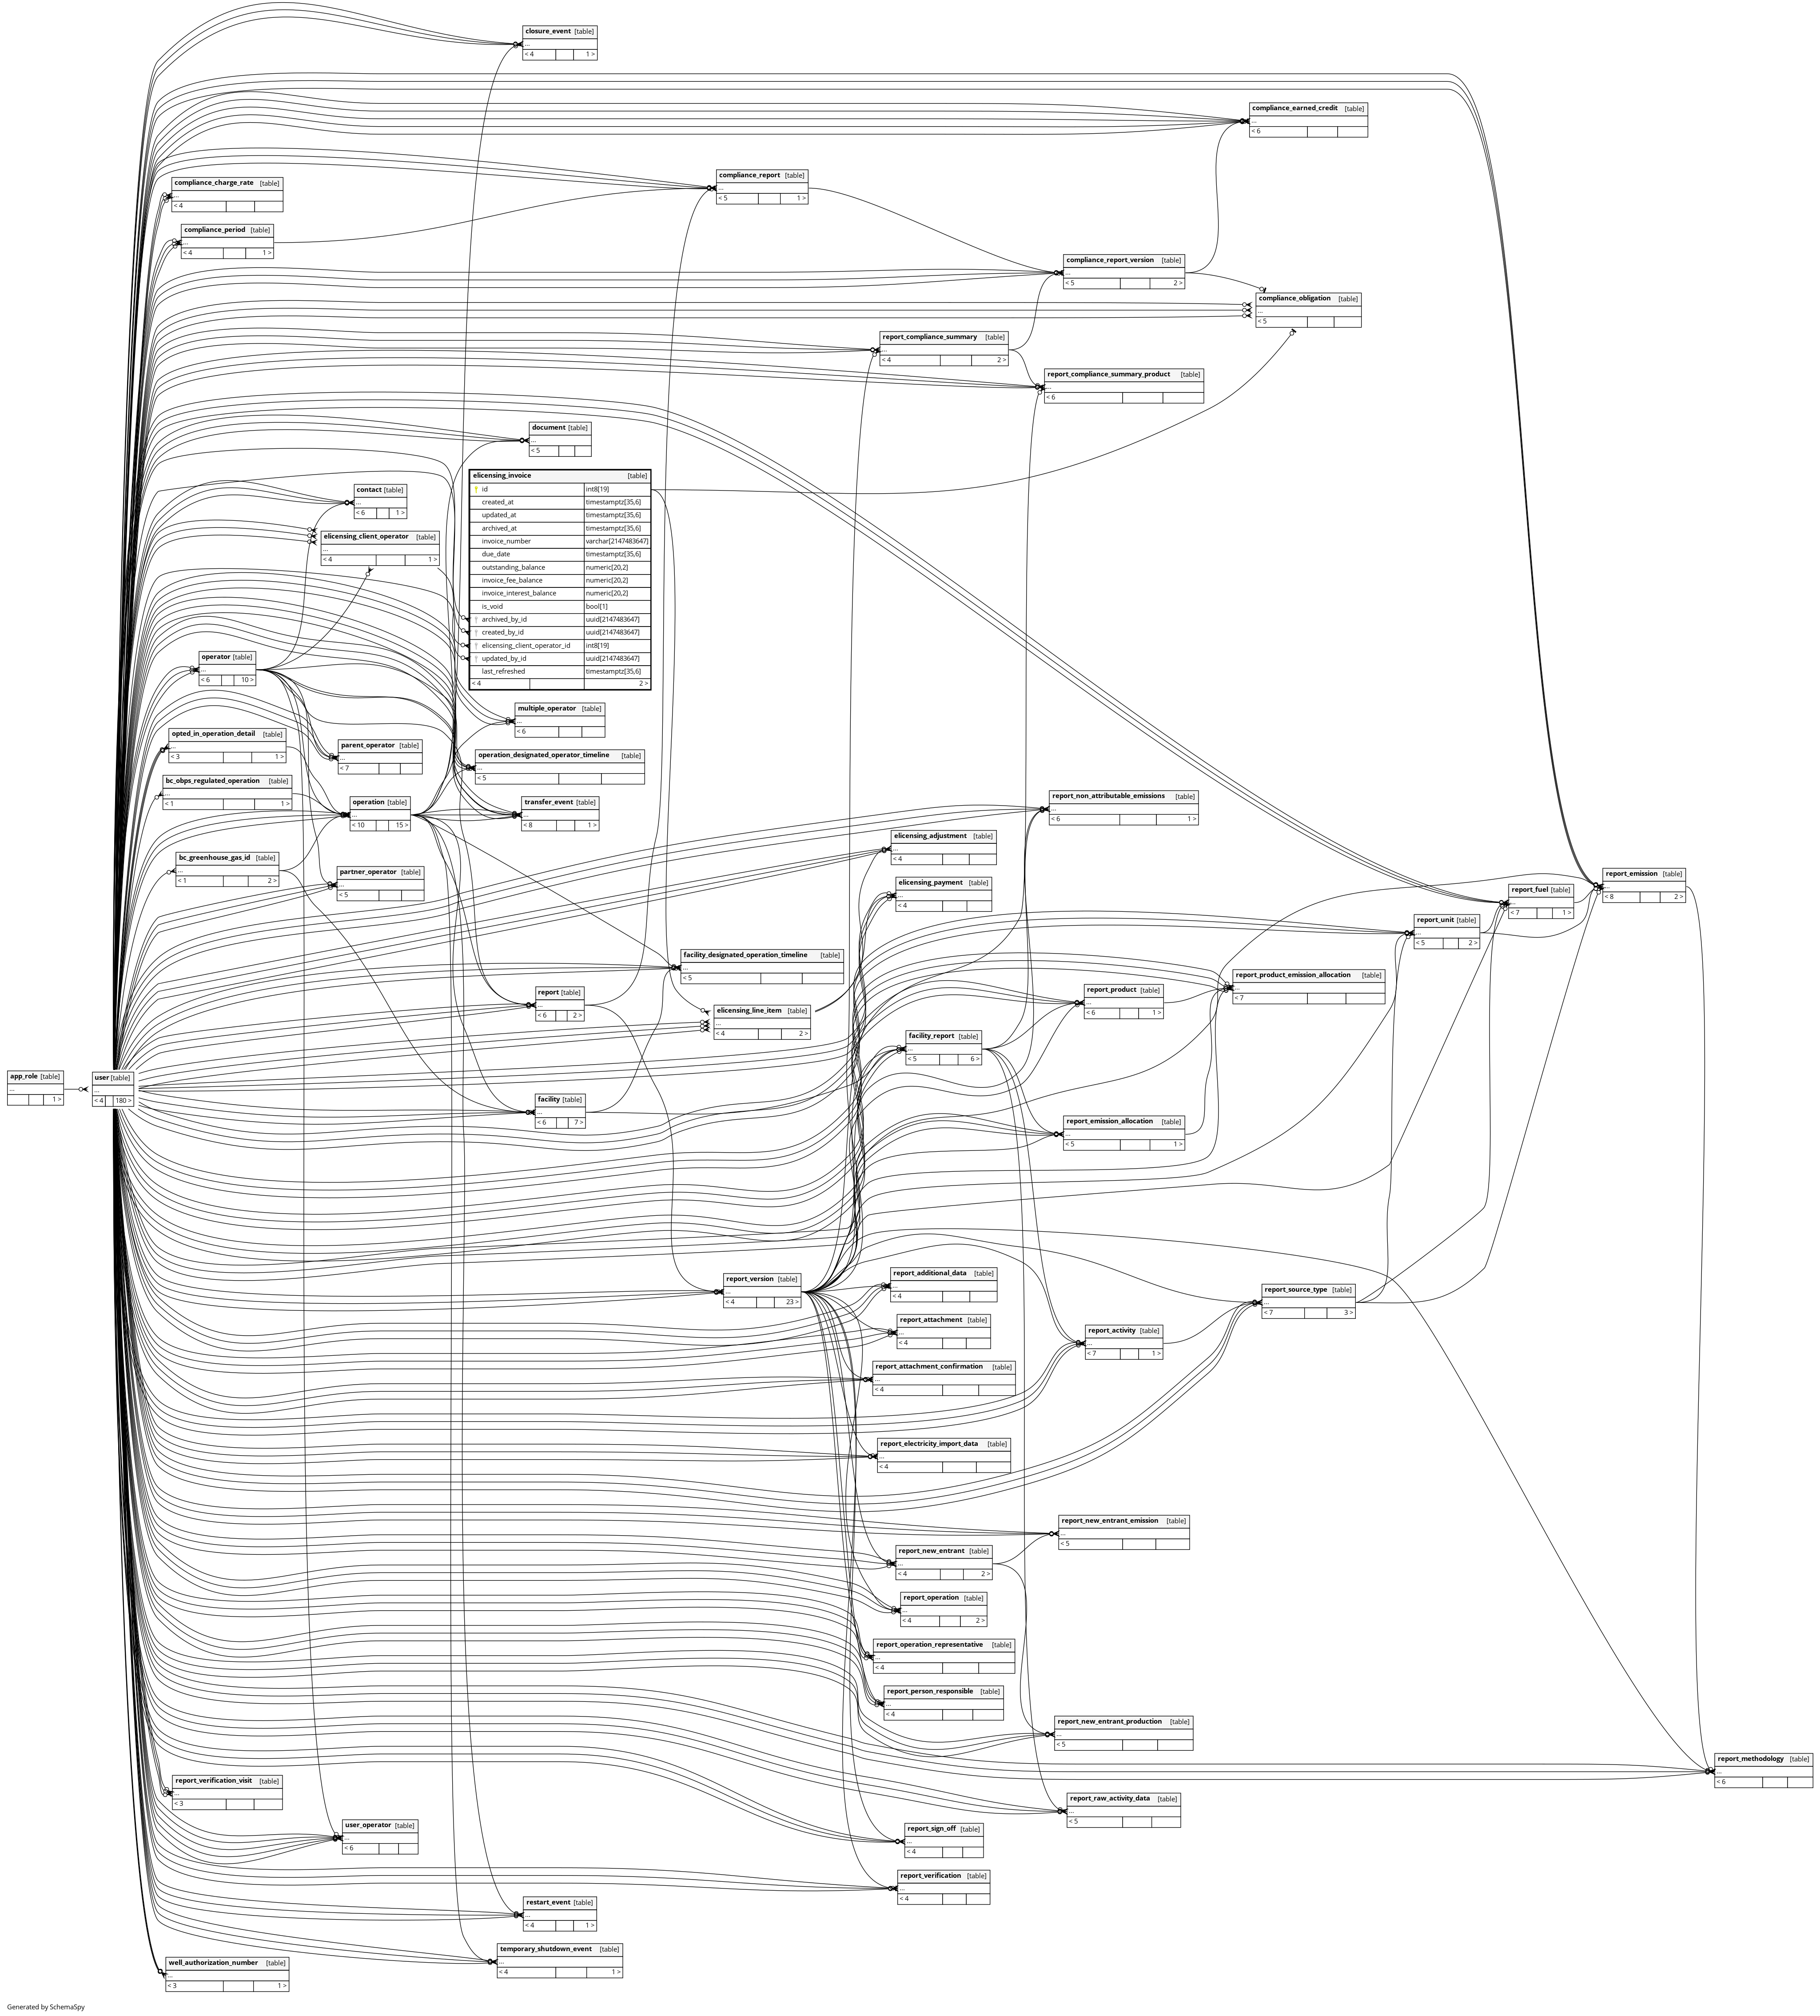 closure_event [table]
...
< 4 1 >
compliance_earned_credit [table]
...
< 6
compliance_report [table]
...
< 5 1 >
compliance_charge_rate [table]
...
< 4
compliance_period [table]
...
< 4 1 >
compliance_report_version [table]
...
< 5 2 >
compliance_obligation [table]
...
< 5
report_compliance_summary [table]
...
< 4 2 >
report_compliance_summary_product [table]
...
< 6
document [table]
...
< 5
elicensing_invoice [table]
id int8[19]
created_at timestamptz[35,6]
updated_at timestamptz[35,6]
archived_at timestamptz[35,6]
invoice_number varchar[2147483647]
due_date timestamptz[35,6]
outstanding_balance numeric[20,2]
invoice_fee_balance numeric[20,2]
invoice_interest_balance numeric[20,2]
is_void bool[1]
archived_by_id uuid[2147483647]
created_by_id uuid[2147483647]
elicensing_client_operator_id int8[19]
updated_by_id uuid[2147483647]
last_refreshed timestamptz[35,6]
< 4 2 >
contact [table]
...
< 6 1 >
elicensing_client_operator [table]
...
< 4 1 >
operator [table]
...
< 6 10 >
multiple_operator [table]
...
< 6
opted_in_operation_detail [table]
...
< 3 1 >
parent_operator [table]
...
< 7
operation_designated_operator_timeline [table]
...
< 5
bc_obps_regulated_operation [table]
...
< 1 1 >
operation [table]
...
< 10 15 >
transfer_event [table]
...
< 8 1 >
report_non_attributable_emissions [table]
...
< 6 1 >
elicensing_adjustment [table]
...
< 4
bc_greenhouse_gas_id [table]
...
< 1 2 >
partner_operator [table]
...
< 5
elicensing_payment [table]
...
< 4
report_emission [table]
...
< 8 2 >
report_fuel [table]
...
< 7 1 >
report_unit [table]
...
< 5 2 >
facility_designated_operation_timeline [table]
...
< 5
report_product_emission_allocation [table]
...
< 7
report [table]
...
< 6 2 >
report_product [table]
...
< 6 1 >
elicensing_line_item [table]
...
< 4 2 >
facility_report [table]
...
< 5 6 >
app_role [table]
...
1 >
user [table]
...
< 4 180 >
facility [table]
...
< 6 7 >
report_emission_allocation [table]
...
< 5 1 >
report_version [table]
...
< 4 23 >
report_additional_data [table]
...
< 4
report_source_type [table]
...
< 7 3 >
report_attachment [table]
...
< 4
report_activity [table]
...
< 7 1 >
report_attachment_confirmation [table]
...
< 4
report_electricity_import_data [table]
...
< 4
report_new_entrant_emission [table]
...
< 5
report_new_entrant [table]
...
< 4 2 >
report_operation [table]
...
< 4 2 >
report_operation_representative [table]
...
< 4
report_person_responsible [table]
...
< 4
report_new_entrant_production [table]
...
< 5
report_methodology [table]
...
< 6
report_verification_visit [table]
...
< 3
report_raw_activity_data [table]
...
< 5
user_operator [table]
...
< 6
report_sign_off [table]
...
< 4
report_verification [table]
...
< 4
restart_event [table]
...
< 4 1 >
temporary_shutdown_event [table]
...
< 4 1 >
well_authorization_number [table]
...
< 3 1 >
Generated by SchemaSpy